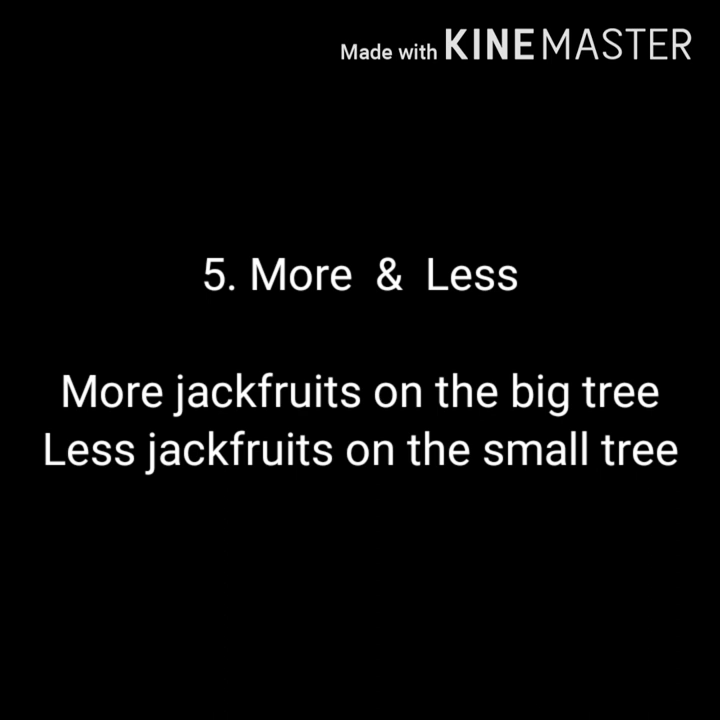 Made with KINEMASTER
5. More & Less
More jackfruits on the big tree
Less jackfruits on the small tree